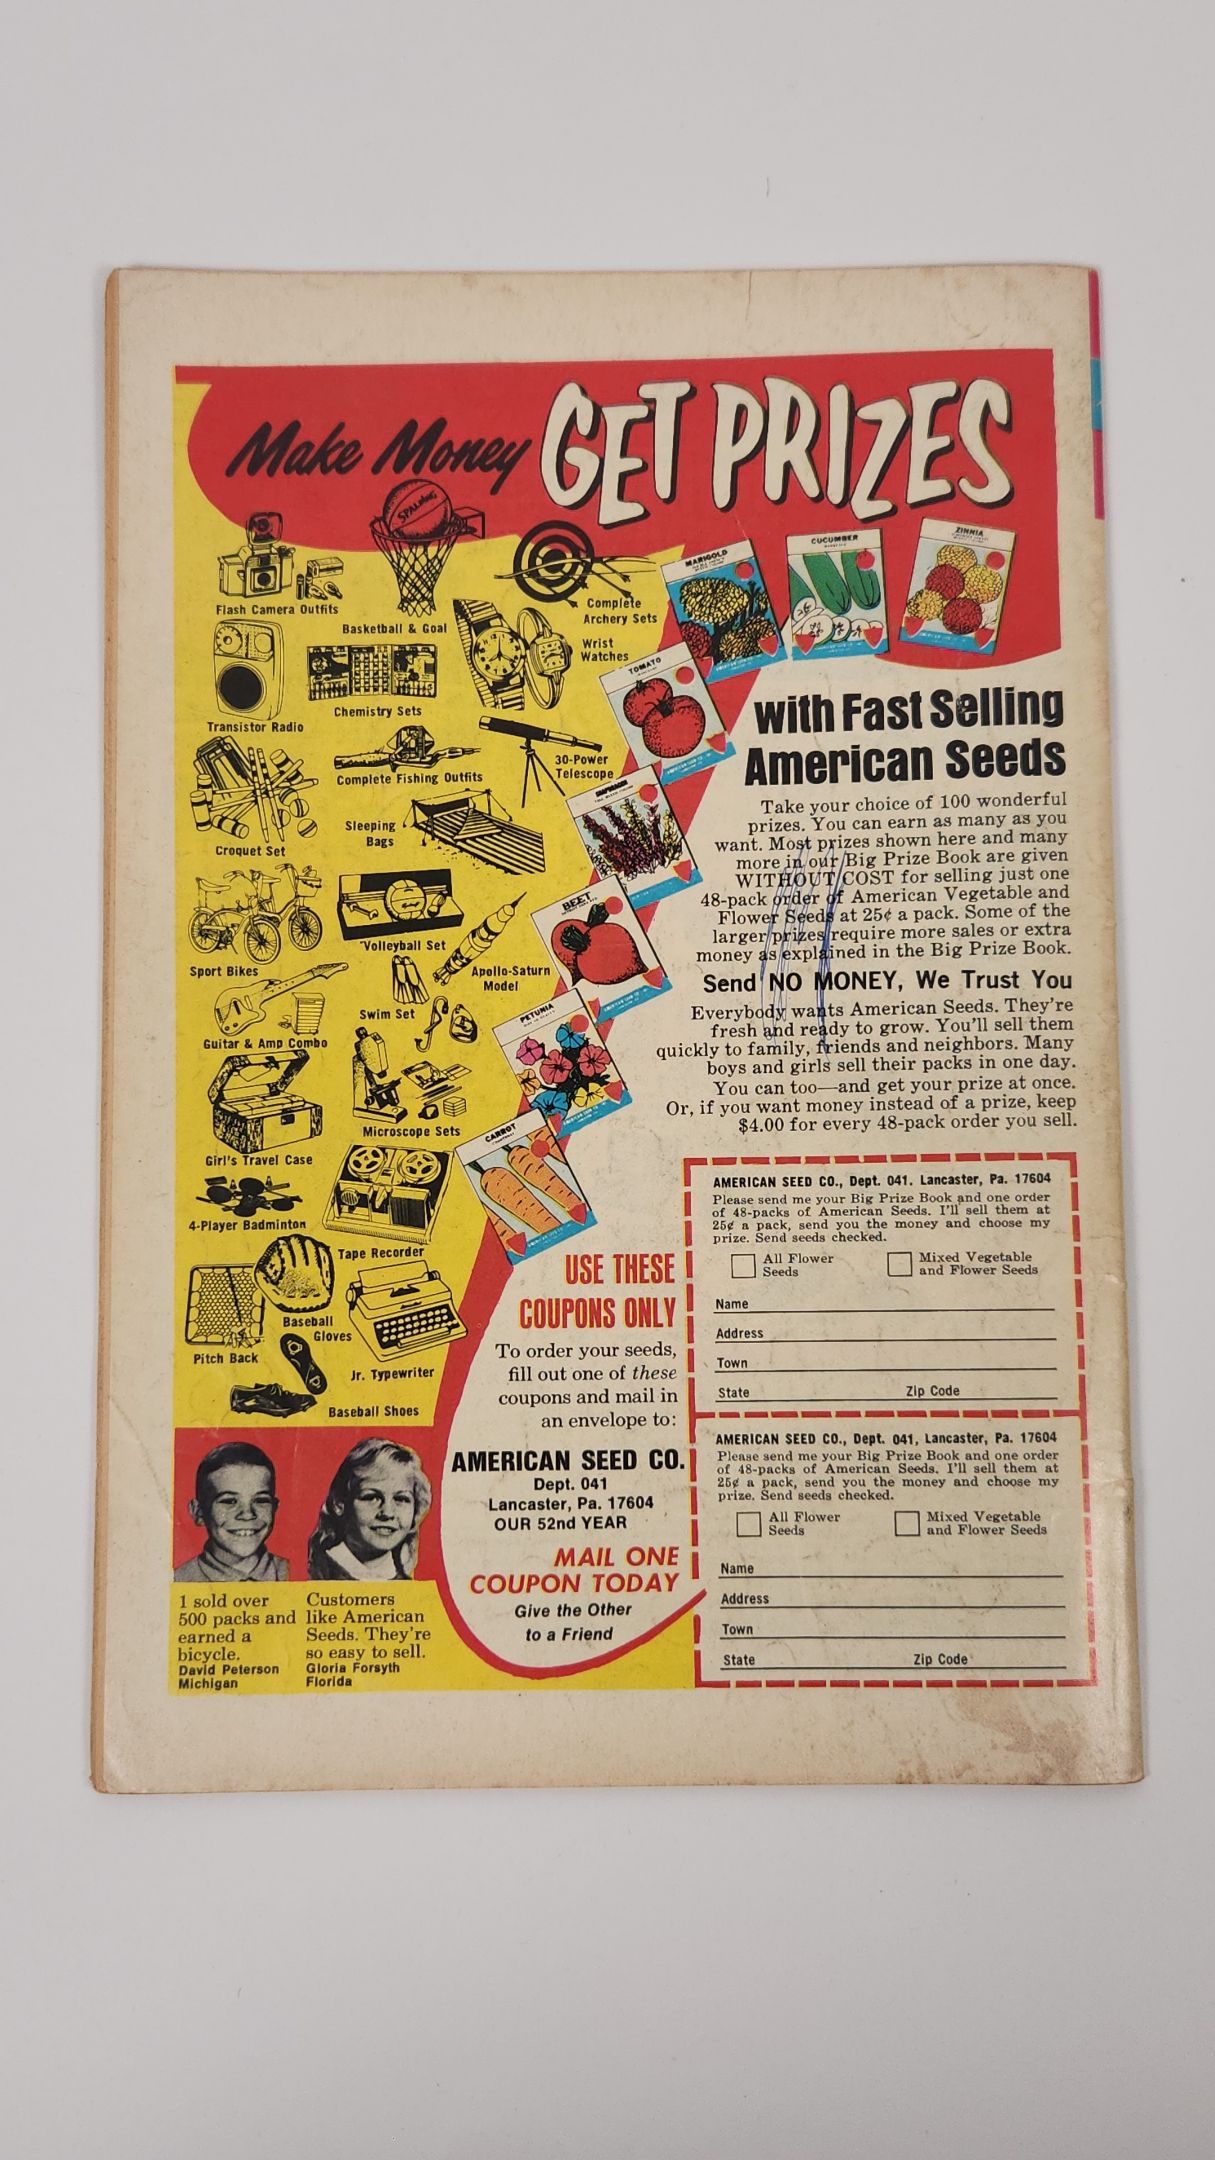 Make Money GET PRIZES
SPALDING
Flash Camera Outfits
Basketball & Goal
Complete
Archery Sets
Wrist
Watches
Transistor Radio
Chemistry Sets
Complete Fishing Outfits
30-Power
Telescope
Croquet Set
Sleeping
Bags
Sport Bikes
Volleyball Set
Apollo-Saturn
Model
Swim Set
Guitar & Amp Combo
Microscope Sets
Girl's Travel Case
4-Player Badminton
Tape Recorder
Baseball
Gloves
Pitch Back
Jr. Typewriter
Baseball Shoes
MARIGOLD
CUCUMBER
ZINNIA
TOMATO
BEET
PETUNIA
CARROT
with Fast Selling
American Seeds
Take your choice of 100 wonderful
prizes. You can earn as many as you
want. Most prizes shown here and many
more in our Big Prize Book are given
WITHOUT COST for selling just one
48-pack order of American Vegetable and
Flower Seeds at 25¢ a pack. Some of the
larger prizes require more sales or extra
money as explained in the Big Prize Book.
Send NO MONEY, We Trust You
Everybody wants American Seeds. They're
fresh and ready to grow. You'll sell them
quickly to family, friends and neighbors. Many
boys and girls sell their packs in one day.
You can too—and get your prize at once.
Or, if you want money instead of a prize, keep
$4.00 for every 48-pack order you sell.
USE THESE
COUPONS ONLY
To order your seeds,
fill out one of these
coupons and mail in
an envelope to:
AMERICAN SEED CO.
Dept. 041
Lancaster, Pa. 17604
OUR 52nd YEAR
MAIL ONE
COUPON TODAY
Give the Other
to a Friend
AMERICAN SEED CO., Dept. 041. Lancaster, Pa. 17604
Please send me your Big Prize Book and one order
of 48-packs of American Seeds. I'll sell them at
25¢ a pack, send you the money and choose my
prize. Send seeds checked.
All Flower
Seeds
Mixed Vegetable
and Flower Seeds
Name
Address
Town
State Zip Code
AMERICAN SEED CO., Dept. 041, Lancaster, Pa. 17604
Please send me your Big Prize Book and one order
of 48-packs of American Seeds. I'll sell them at
25¢ a pack, send you the money and choose my
prize. Send seeds checked.
All Flower
Seeds
Mixed Vegetable
and Flower Seeds
Name
Address
Town
State Zip Code
I sold over
500 packs and
earned a
bicycle.
David Peterson
Michigan
Customers
like American
Seeds. They're
so easy to sell.
Gloria Forsyth
Florida